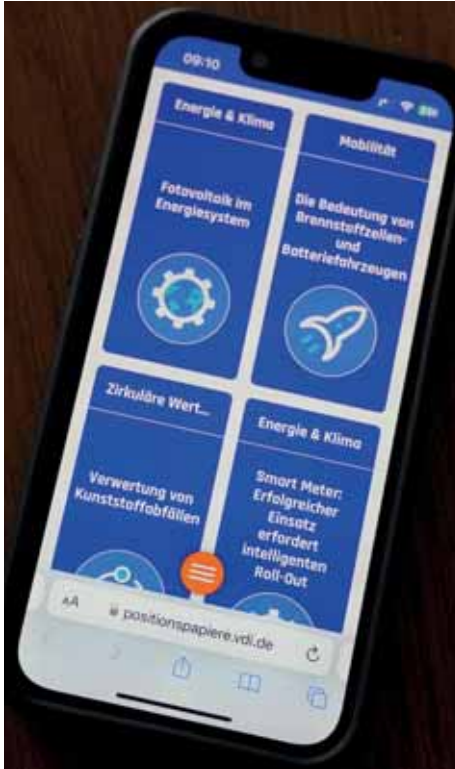 09:10
Energie & Klima
Fotovoltaik im
Energiesystem
Mobilität
Die Bedeutung von
Brennstoffzellen-
und
Batteriefahrzeugen
Zirkuläre Wert...
Verwertung von
Kunststoffabfällen
Energie & Klima
Smart Meter:
Erfolgreicher
Einsatz
erfordert
intelligenten
Roll-Out
AA positionspapiere.vdi.de